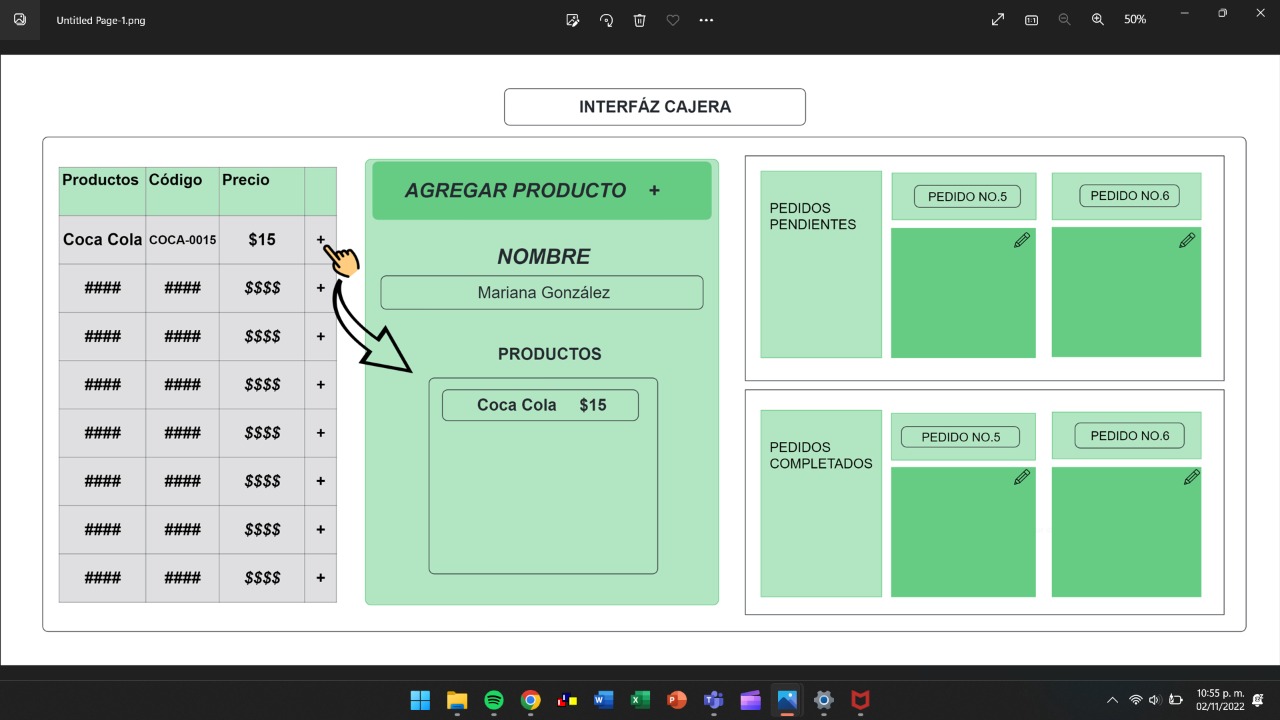 Untitled Page-1.png
50%
INTERFÁZ CAJERA
Productos Código Precio
Coca Cola COCA-0015 $15 +
#### #### $$$$ +
#### #### $$$$ +
#### #### $$$$ +
#### #### $$$$ +
#### #### $$$$ +
#### #### $$$$ +
#### #### $$$$ +
AGREGAR PRODUCTO +
NOMBRE
Mariana González
PRODUCTOS
Coca Cola $15
PEDIDOS
PENDIENTES
PEDIDO NO.5
PEDIDO NO.6
PEDIDOS
COMPLETADOS
PEDIDO NO.5
PEDIDO NO.6
10:55 p. m.
02/11/2022